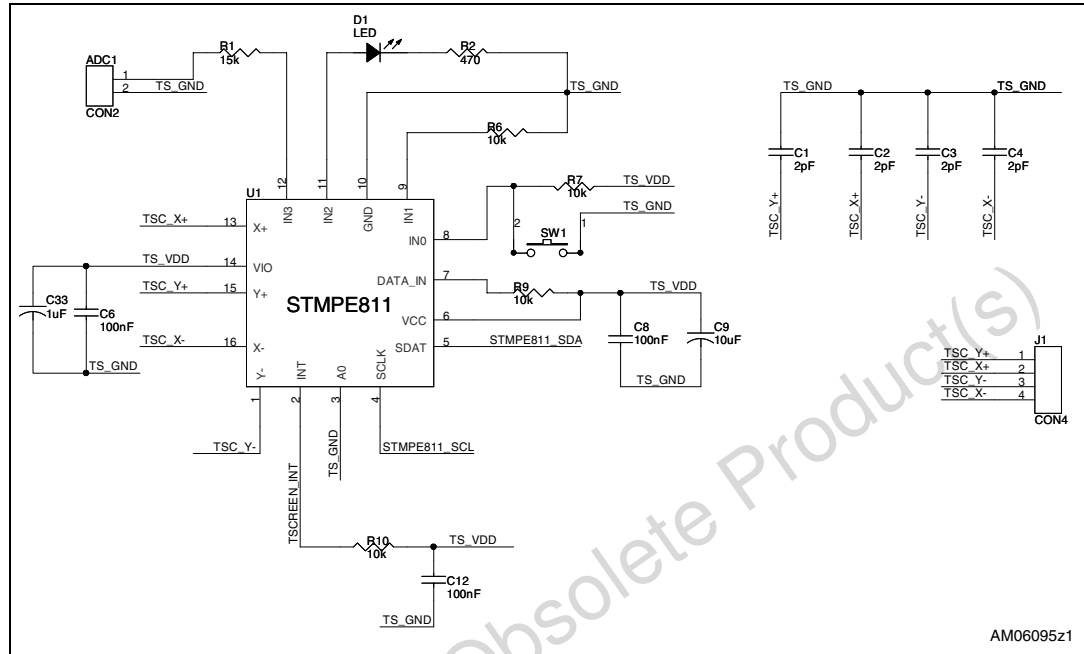 D1
LED
R1
15k
R2
470
ADC1
1
2
TS_GND
CON2
TS_GND
R6
10k
12
11
10
9
U1
IN3
IN2
GND
IN1
TSC_X+
13
X+
IN0
8
2
R7
10k
TS_VDD
TS_GND
1
SW1
TS_VDD
14
VIO
TSC_Y+
15
Y+
DATA_IN
7
R9
10k
TS_VDD
C33
1uF
C6
100nF
STMPE811
VCC
6
C8
100nF
C9
10uF
TSC_X-
16
X-
SDAT
5
STMPE811_SDA
TS_GND
TS_GND
Y-
INT
A0
SCLK
1
2
3
4
TSC_Y-
TSCREEN_INT
TS_GND
STMPE811_SCL
R10
10k
TS_VDD
C12
100nF
TS_GND
TS_GND
TS_GND
C1
2pF
C2
2pF
C3
2pF
C4
2pF
TSC_Y+
TSC_X+
TSC_Y-
TSC_X-
J1
TSC_Y+
1
TSC_X+
2
TSC_Y-
3
TSC_X-
4
CON4
Obsolete Product(s)
AM06095z1